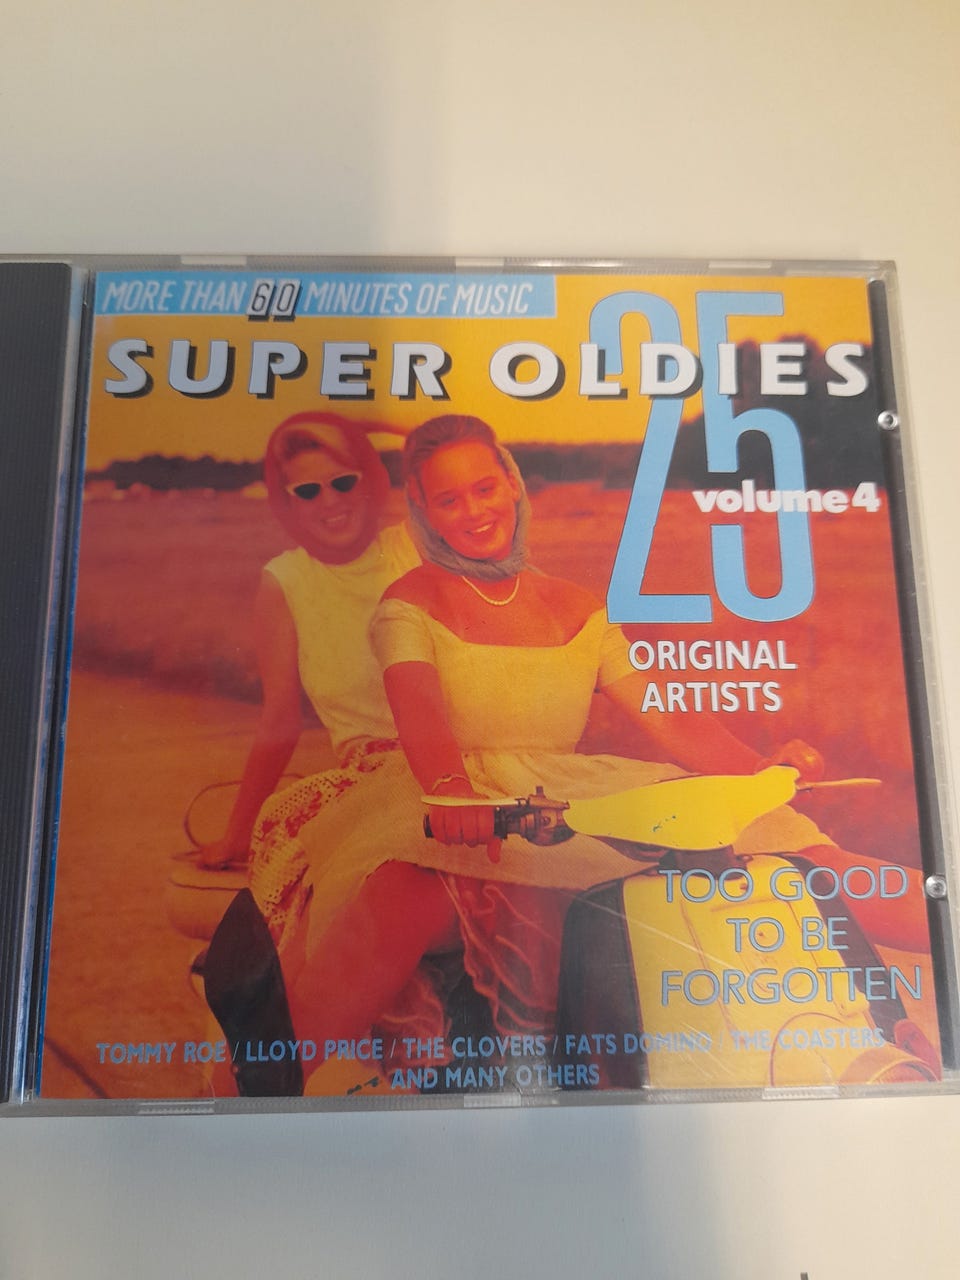 MORE THAN 60 MINUTES OF MUSIC
SUPER OLDIES
25
volume 4
ORIGINAL
ARTISTS
TOO GOOD
TO BE
FORGOTTEN
TOMMY ROE / LLOYD PRICE / THE CLOVERS / FATS DOMINO / THE COASTERS
AND MANY OTHERS